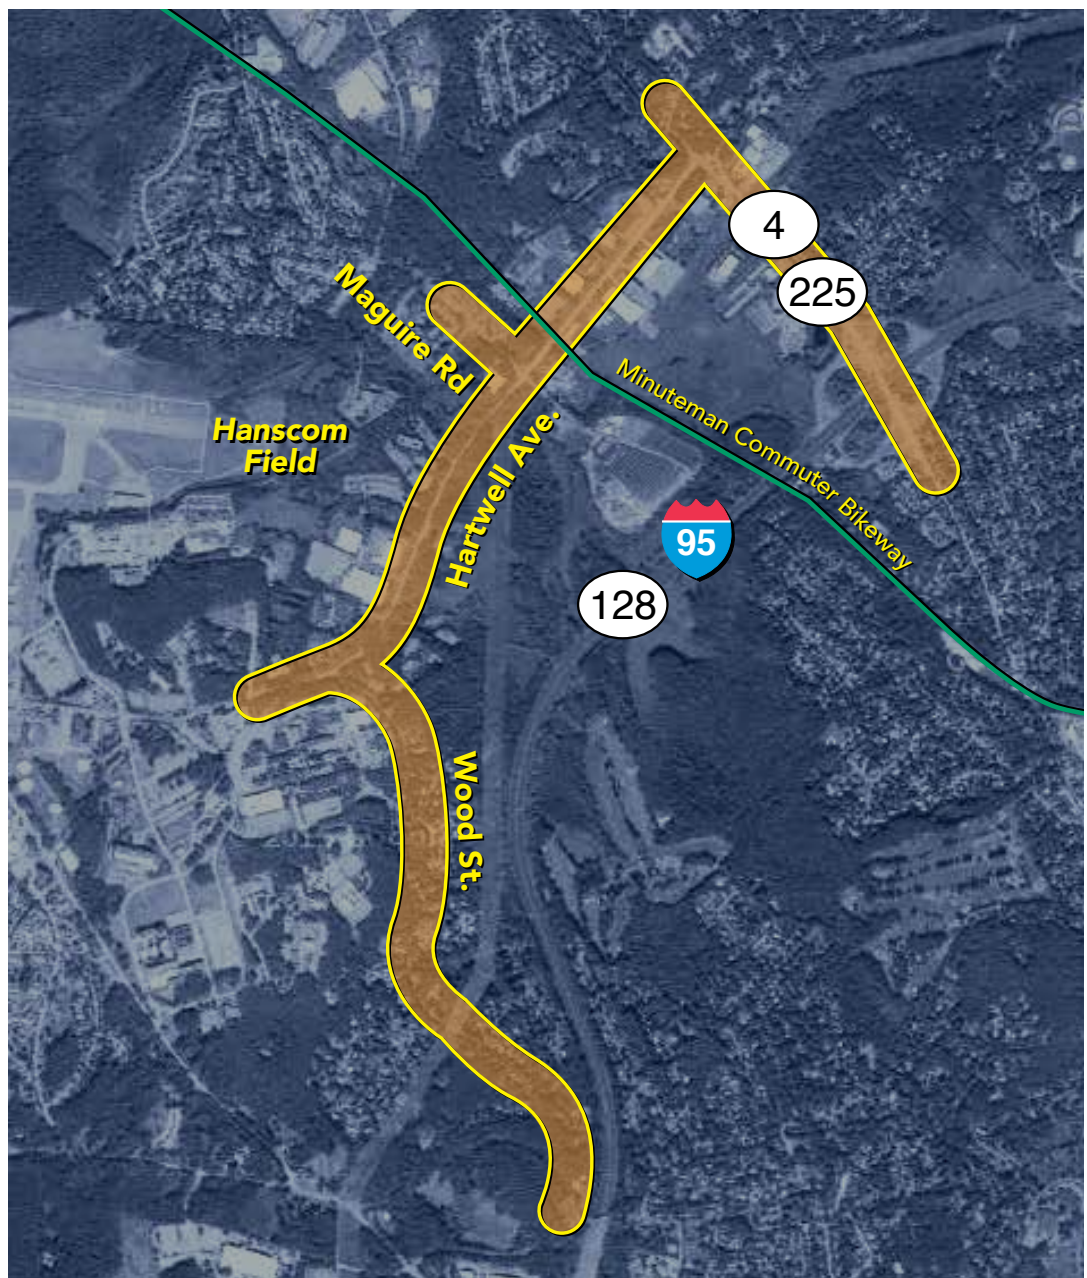 4
225
Maguire Rd
Minuteman Commuter Bikeway
Hanscom
Field
Hartwell Ave.
95
128
Wood St.